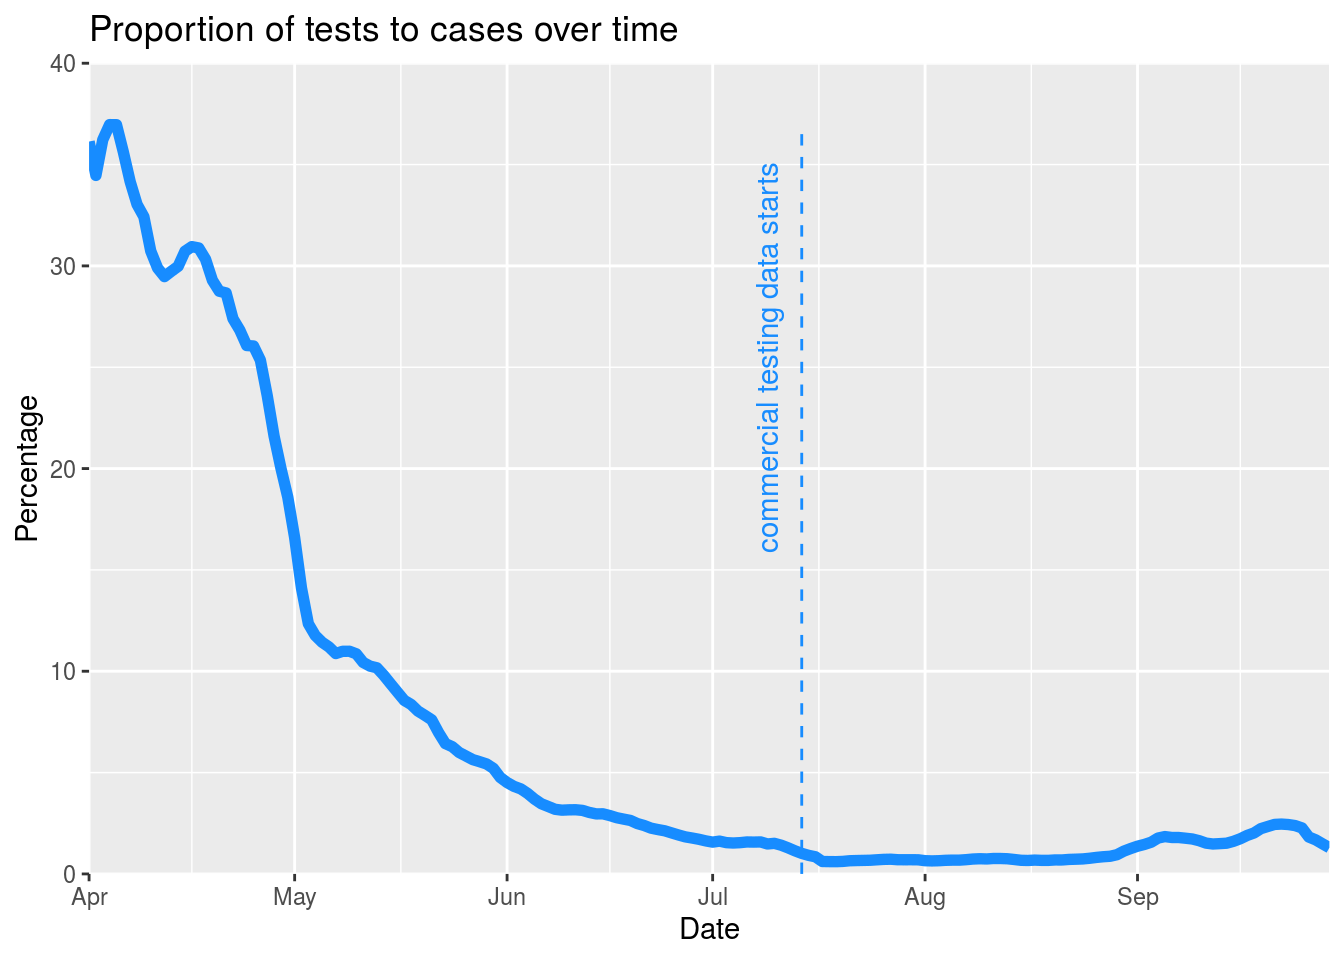 Proportion of tests to cases over time
40
30
20
10
0
Percentage
commercial testing data starts
Apr May Jun Jul Aug Sep
Date